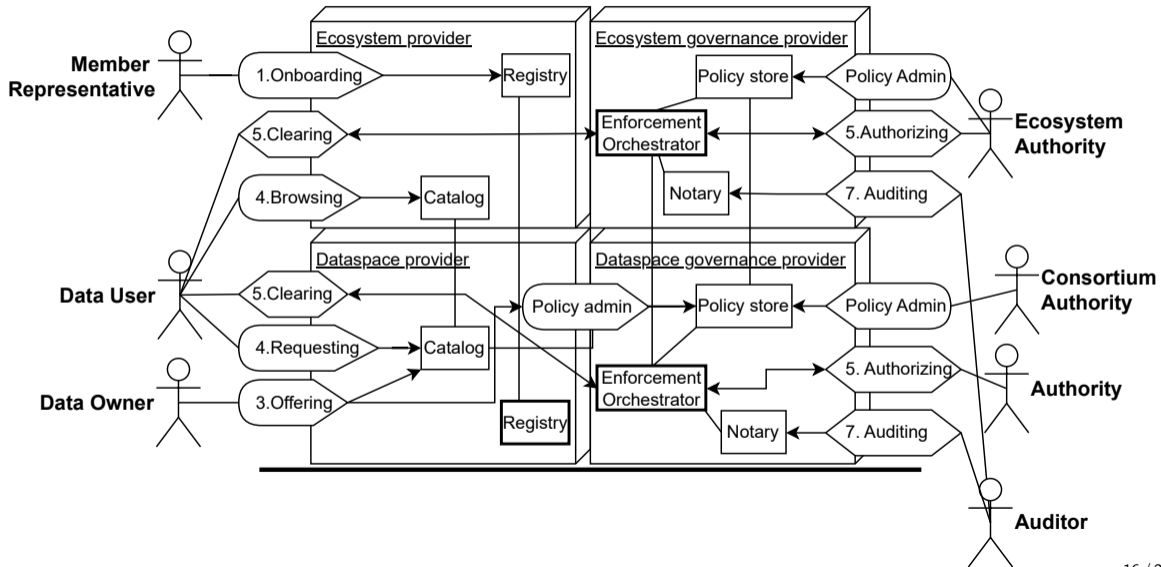 Ecosystem provider
Ecosystem governance provider
Member
Representative
1.Onboarding
Registry
Policy store
Policy Admin
5.Clearing
Enforcement
Orchestrator
5.Authorizing
Ecosystem
Authority
4.Browsing
Catalog
Notary
7. Auditing
Dataspace provider
Dataspace governance provider
Data User
5.Clearing
Policy admin
Policy store
Policy Admin
Consortium
Authority
4.Requesting
Catalog
Enforcement
Orchestrator
5. Authorizing
Authority
Data Owner
3.Offering
Registry
Notary
7. Auditing
Auditor